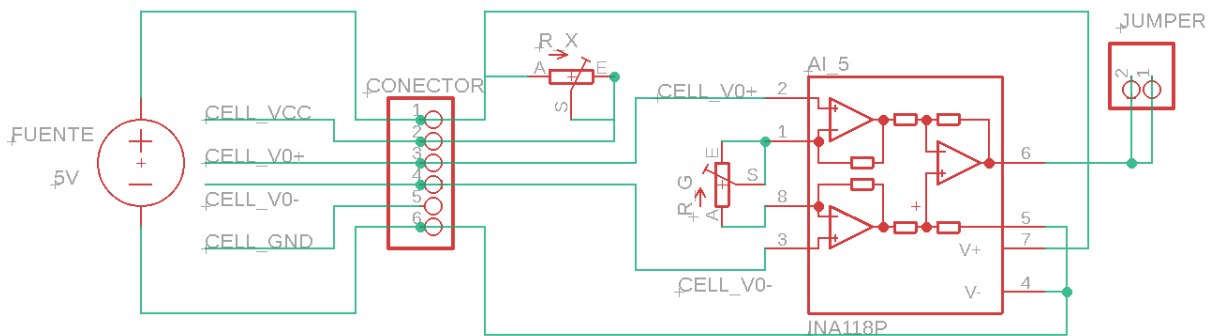 FUENTE
5V
CELL_VCC
CELL_V0+
CELL_V0-
CELL_GND
CONECTOR
1
2
3
4
5
6
R_X
A
E
S
CELL_V0+
R_G
E
S
A
CELL_V0-
AI_5
2
1
8
3
6
5
7
4
V+
V-
INA118P
JUMPER
2
1